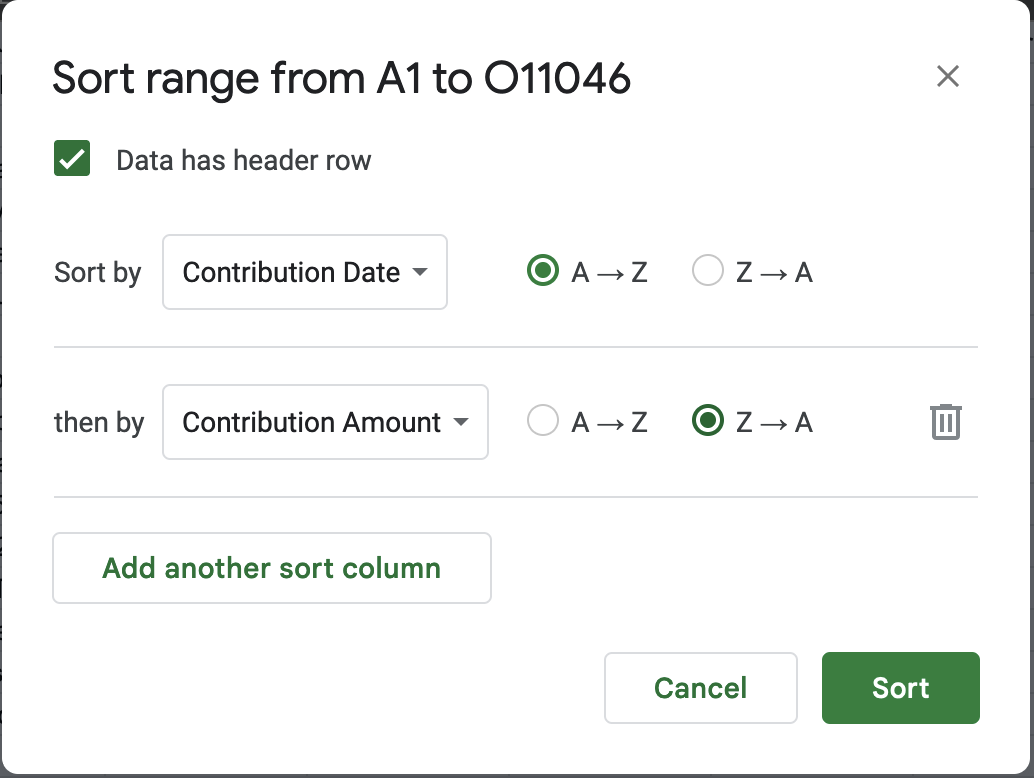 Sort range from A1 to O11046
Data has header row
Sort by Contribution Date A → Z Z → A
then by Contribution Amount A → Z Z → A
Add another sort column
Cancel Sort